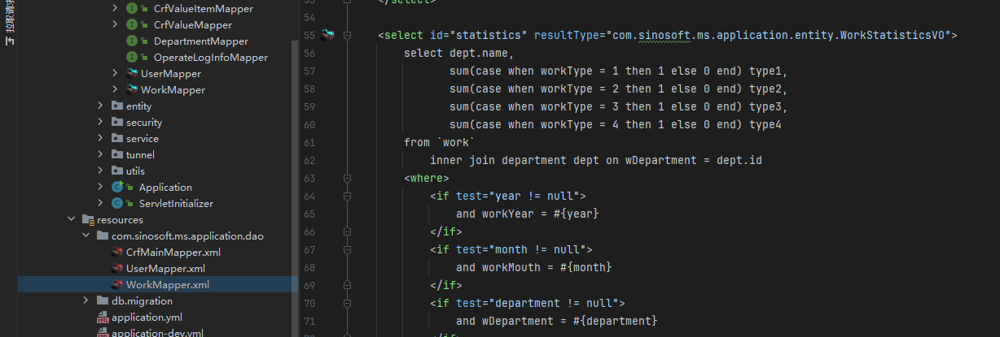 拉取请求
CrfValueItemMapper
CrfValueMapper
DepartmentMapper
OperateLogInfoMapper
UserMapper
WorkMapper
entity
security
service
tunnel
utils
Application
ServletInitializer
resources
com.sinosoft.ms.application.dao
CrfMainMapper.xml
UserMapper.xml
WorkMapper.xml
db.migration
application.yml
application-dev.yml
53 </select>
54
55 <select id="statistics" resultType="com.sinosoft.ms.application.entity.WorkStatisticsVO">
56 select dept.name,
57 sum(case when workType = 1 then 1 else 0 end) type1,
58 sum(case when workType = 2 then 1 else 0 end) type2,
59 sum(case when workType = 3 then 1 else 0 end) type3,
60 sum(case when workType = 4 then 1 else 0 end) type4
61 from `work`
62 inner join department dept on wDepartment = dept.id
63 <where>
64 <if test="year != null">
65 and workYear = #{year}
66 </if>
67 <if test="month != null">
68 and workMouth = #{month}
69 </if>
70 <if test="department != null">
71 and wDepartment = #{department}
</if>